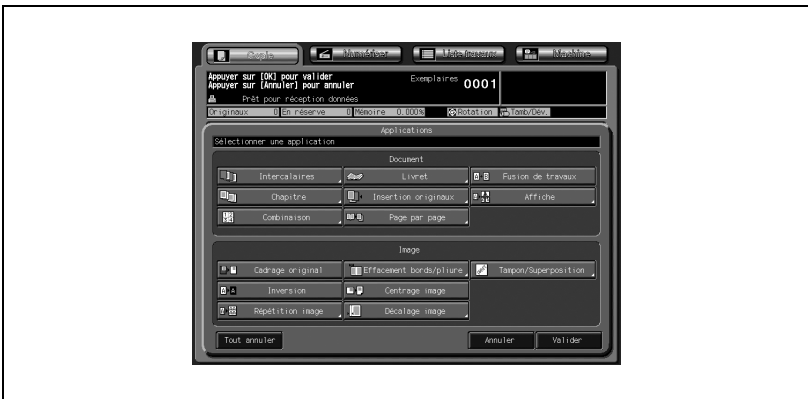 Copie Numériser Liste travaux Machine
Appuyer sur [OK] pour valider
Appuyer sur [Annuler] pour annuler
Exemplaires 0001
Prêt pour réception données
Originaux 0 En réserve 0 Mémoire 0.000% Rotation Tamb/Dév.
Applications
Sélectionner une application
Document
Intercalaires Livret Fusion de travaux
Chapitre Insertion originaux Affiche
Combinaison Page par page
Image
Cadrage original Effacement bords/pliure Tampon/Superposition
Inversion Centrage image
Répétition image Décalage image
Tout annuler Annuler Valider